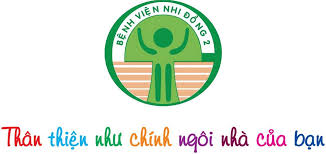 BỆNH VIỆN NHI ĐỒNG 2
Thân thiện như chính ngôi nhà của bạn